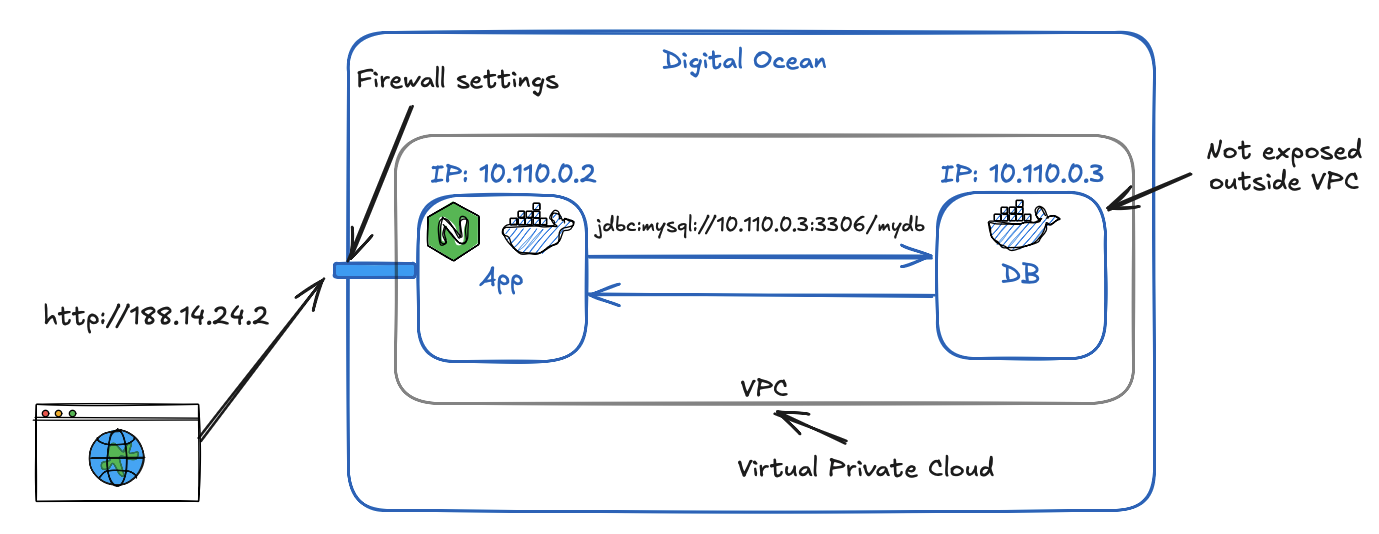 Digital Ocean
Firewall settings
Not exposed
outside VPC
IP: 10.110.0.2
IP: 10.110.0.3
N
jdbc:mysql://10.110.0.3:3306/mydb
App
DB
http://188.14.24.2
VPC
Virtual Private Cloud